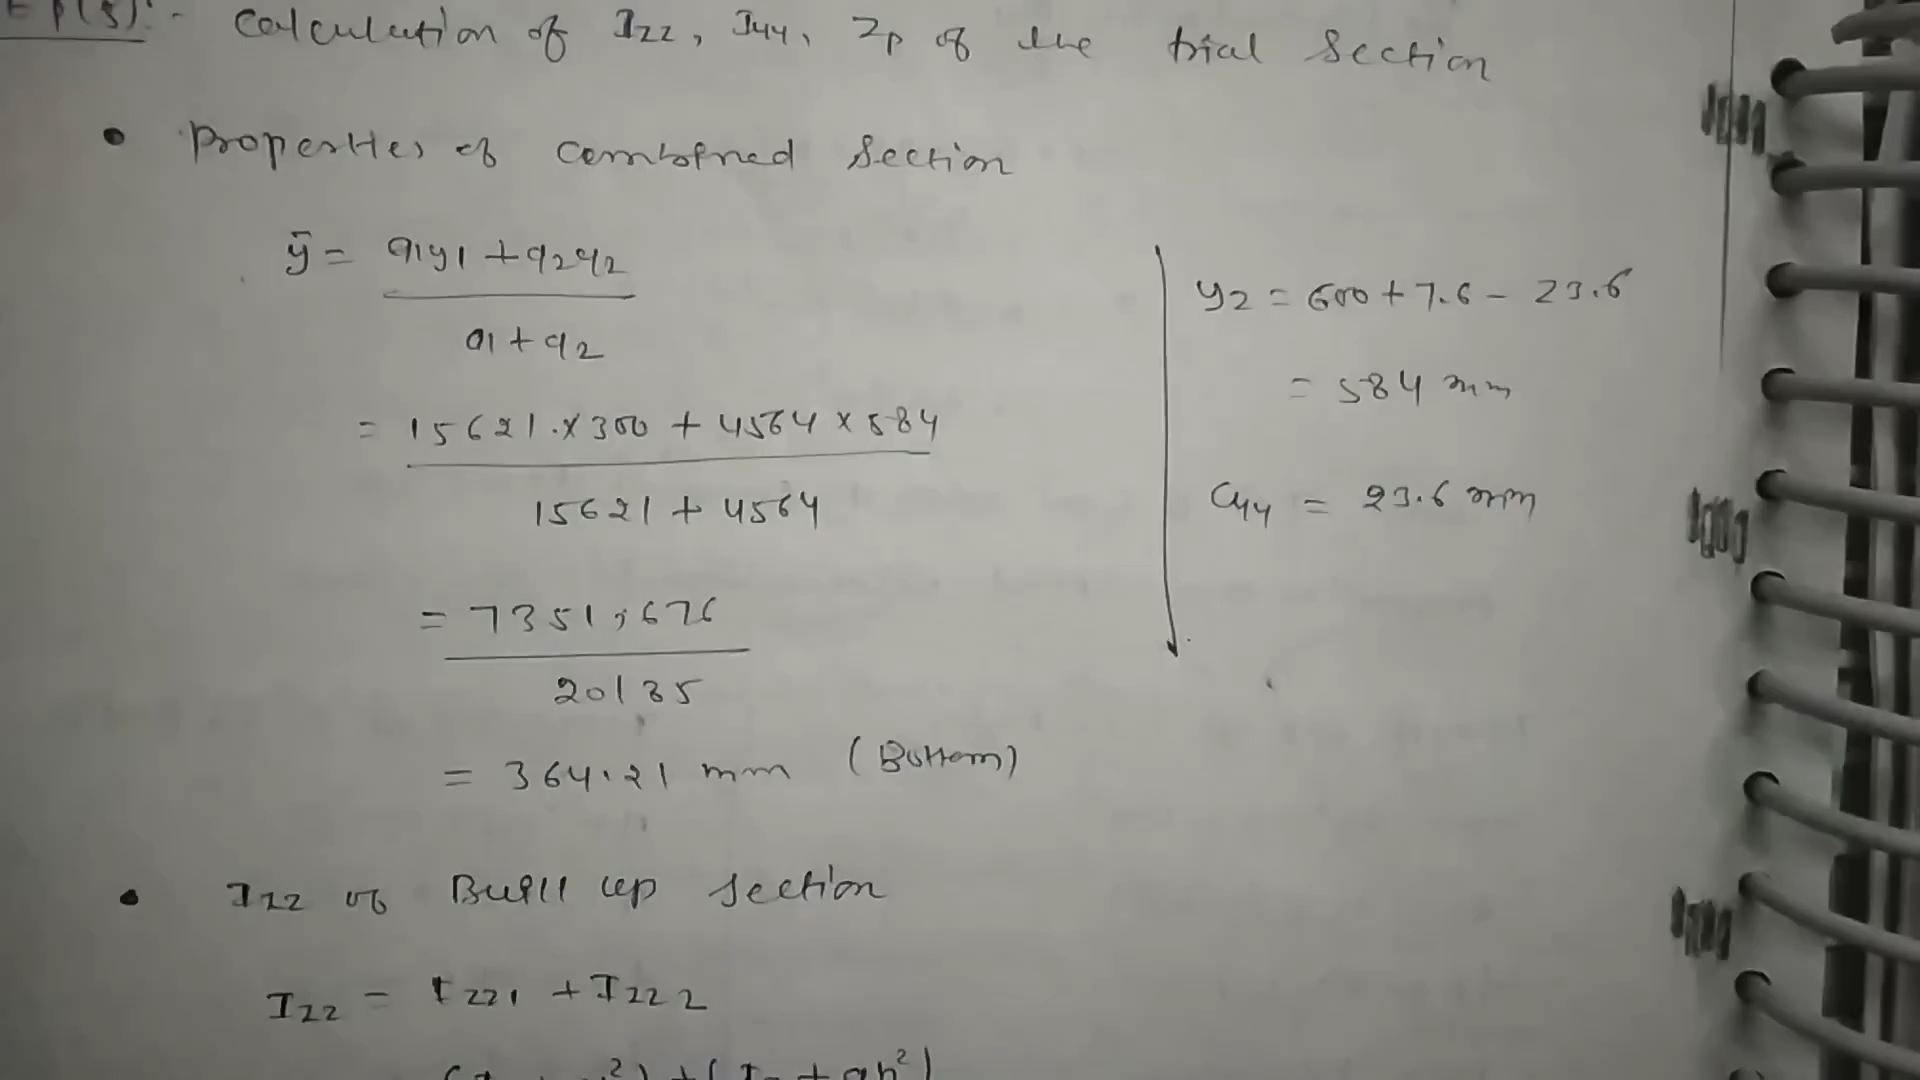 EP(5):- Calculation of Izz, Iyy, Zp of the trial section
• Properties of combined section
ȳ = a1y1 + a2y2
a1 + a2
= 15621 × 300 + 4564 × 584
15621 + 4564
= 7351,676
20185
= 364.21 mm (Bottom)
y2 = 600 + 7.6 - 23.6
= 584 mm
Cyy = 23.6 mm
• Izz of Built up section
Izz = Izz1 + Izz2